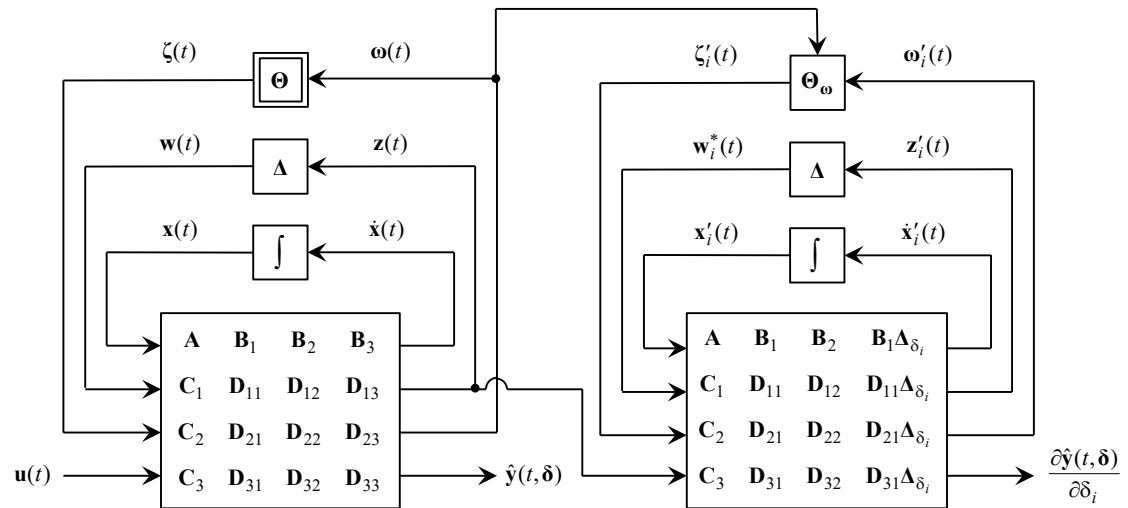 ζ(t) ω(t) ζ′ᵢ(t) ω′ᵢ(t)
Θ Θ_ω
w(t) z(t) w*ᵢ(t) z′ᵢ(t)
Δ Δ
x(t) ẋ(t) x′ᵢ(t) ẋ′ᵢ(t)
∫ ∫
A B₁ B₂ B₃ A B₁ B₂ B₁Δ_δᵢ
C₁ D₁₁ D₁₂ D₁₃ C₁ D₁₁ D₁₂ D₁₁Δ_δᵢ
C₂ D₂₁ D₂₂ D₂₃ C₂ D₂₁ D₂₂ D₂₁Δ_δᵢ
u(t) C₃ D₃₁ D₃₂ D₃₃ ŷ(t, δ) C₃ D₃₁ D₃₂ D₃₁Δ_δᵢ ∂ŷ(t, δ)/∂δᵢ